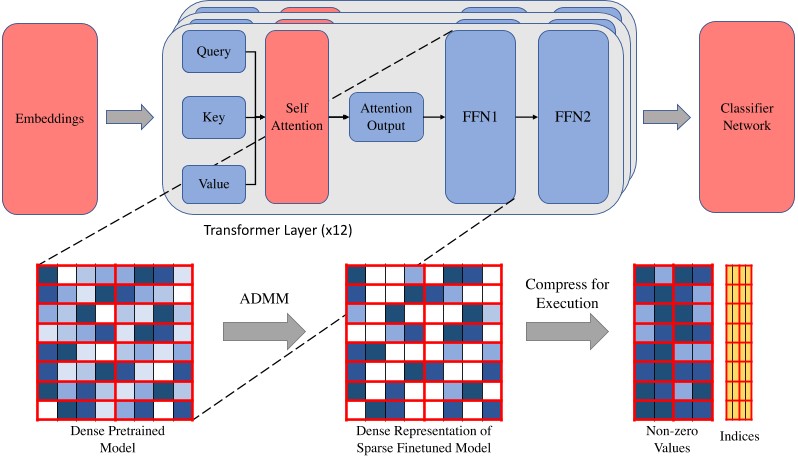 Embeddings
Query
Key
Value
Self
Attention
Attention
Output
FFN1
FFN2
Classifier
Network
Transformer Layer (x12)
ADMM
Compress for
Execution
Dense Pretrained
Model
Dense Representation of
Sparse Finetuned Model
Non-zero
Values
Indices